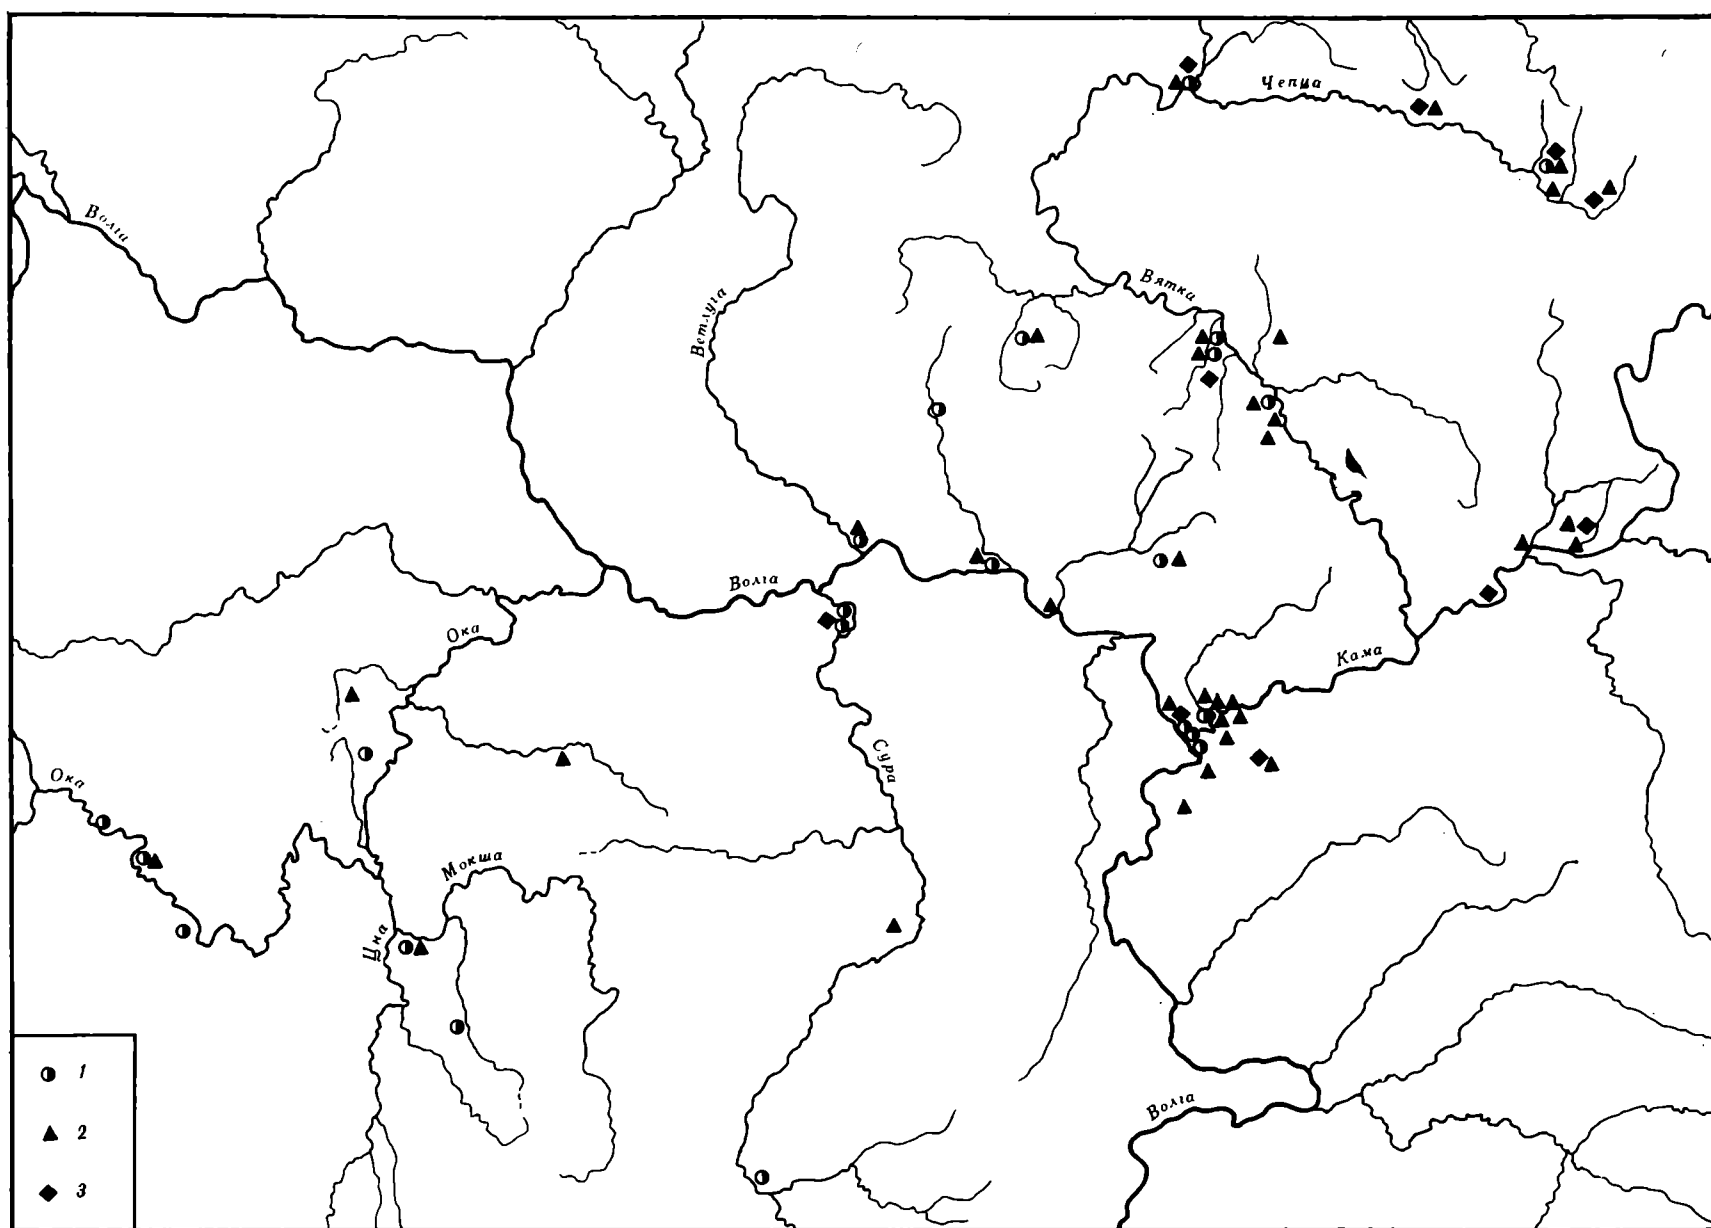 Чепца
Волга
Вятка
Ветлуга
Волга
Ока
Кама
Сура
Ока
Мокша
Цна
Волга
1
2
3